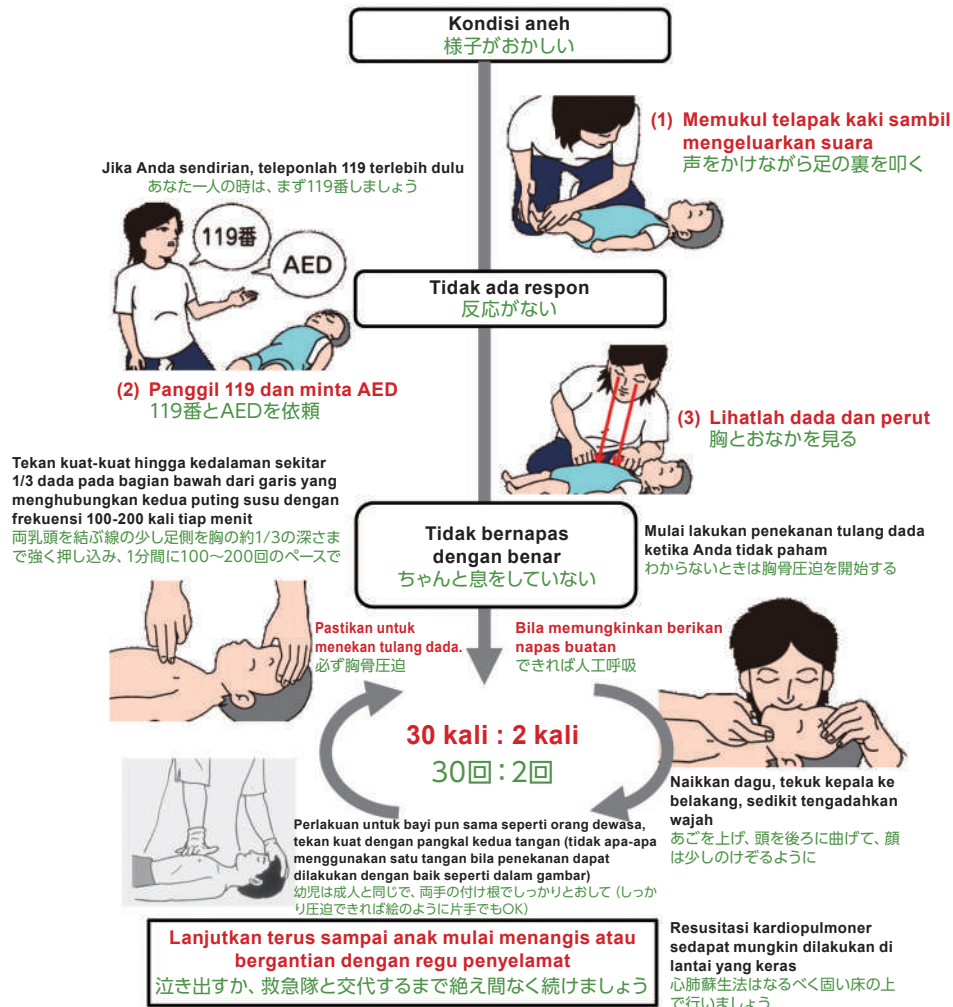 Kondisi aneh
様子がおかしい
(1) Memukul telapak kaki sambil
mengeluarkan suara
声をかけながら足の裏を叩く
Jika Anda sendirian, teleponlah 119 terlebih dulu
あなた一人の時は、まず119番しましょう
119番
AED
Tidak ada respon
反応がない
(2) Panggil 119 dan minta AED
119番とAEDを依頼
(3) Lihatlah dada dan perut
胸とおなかを見る
Tekan kuat-kuat hingga kedalaman sekitar
1/3 dada pada bagian bawah dari garis yang
menghubungkan kedua puting susu dengan
frekuensi 100-200 kali tiap menit
両乳頭を結ぶ線の少し足側を胸の約1/3の深さま
で強く押し込み、1分間に100～200回のペースで
Tidak bernapas
dengan benar
ちゃんと息をしていない
Mulai lakukan penekanan tulang dada
ketika Anda tidak paham
わからないときは胸骨圧迫を開始する
Pastikan untuk
menekan tulang dada.
必ず胸骨圧迫
Bila memungkinkan berikan
napas buatan
できれば人工呼吸
30 kali : 2 kali
30回：2回
Naikkan dagu, tekuk kepala ke
belakang, sedikit tengadahkan
wajah
あごを上げ、頭を後ろに曲げて、顔
は少しのけぞるように
Perlakuan untuk bayi pun sama seperti orang dewasa,
tekan kuat dengan pangkal kedua tangan (tidak apa-apa
menggunakan satu tangan bila penekanan dapat
dilakukan dengan baik seperti dalam gambar)
幼児は成人と同じで、両手の付け根でしっかりとおして（しっか
り圧迫できれば絵のように片手でもOK）
Lanjutkan terus sampai anak mulai menangis atau
bergantian dengan regu penyelamat
泣き出すか、救急隊と交代するまで絶え間なく続けましょう
Resusitasi kardiopulmoner
sedapat mungkin dilakukan di
lantai yang keras
心肺蘇生法はなるべく固い床の上
で行いましょう